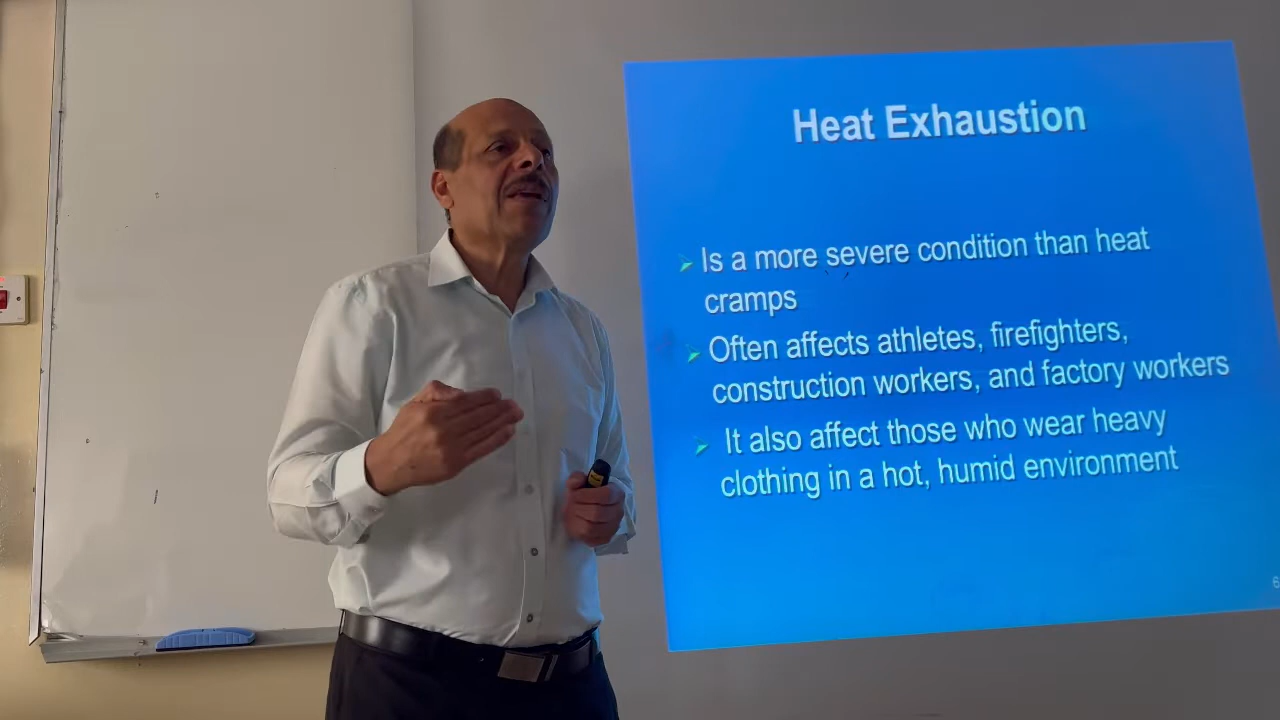 Heat Exhaustion
Is a more severe condition than heat
cramps
Often affects athletes, firefighters,
construction workers, and factory workers
It also affect those who wear heavy
clothing in a hot, humid environment
6